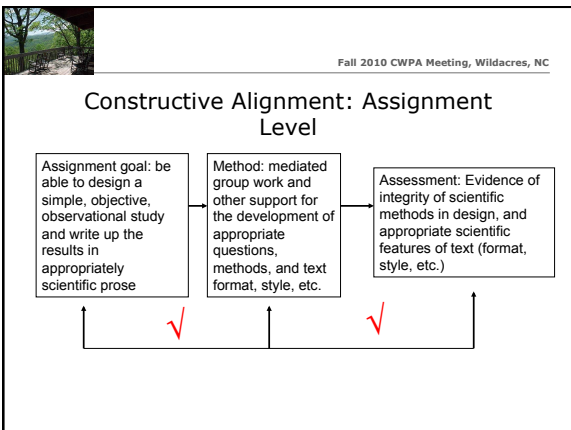 Fall 2010 CWPA Meeting, Wildacres, NC
Constructive Alignment: Assignment
Level
Assignment goal: be
able to design a
simple, objective,
observational study
and write up the
results in
appropriately
scientific prose
Method: mediated
group work and
other support for
the development of
appropriate
questions,
methods, and text
format, style, etc.
Assessment: Evidence of
integrity of scientific
methods in design, and
appropriate scientific
features of text (format,
style, etc.)
√
√